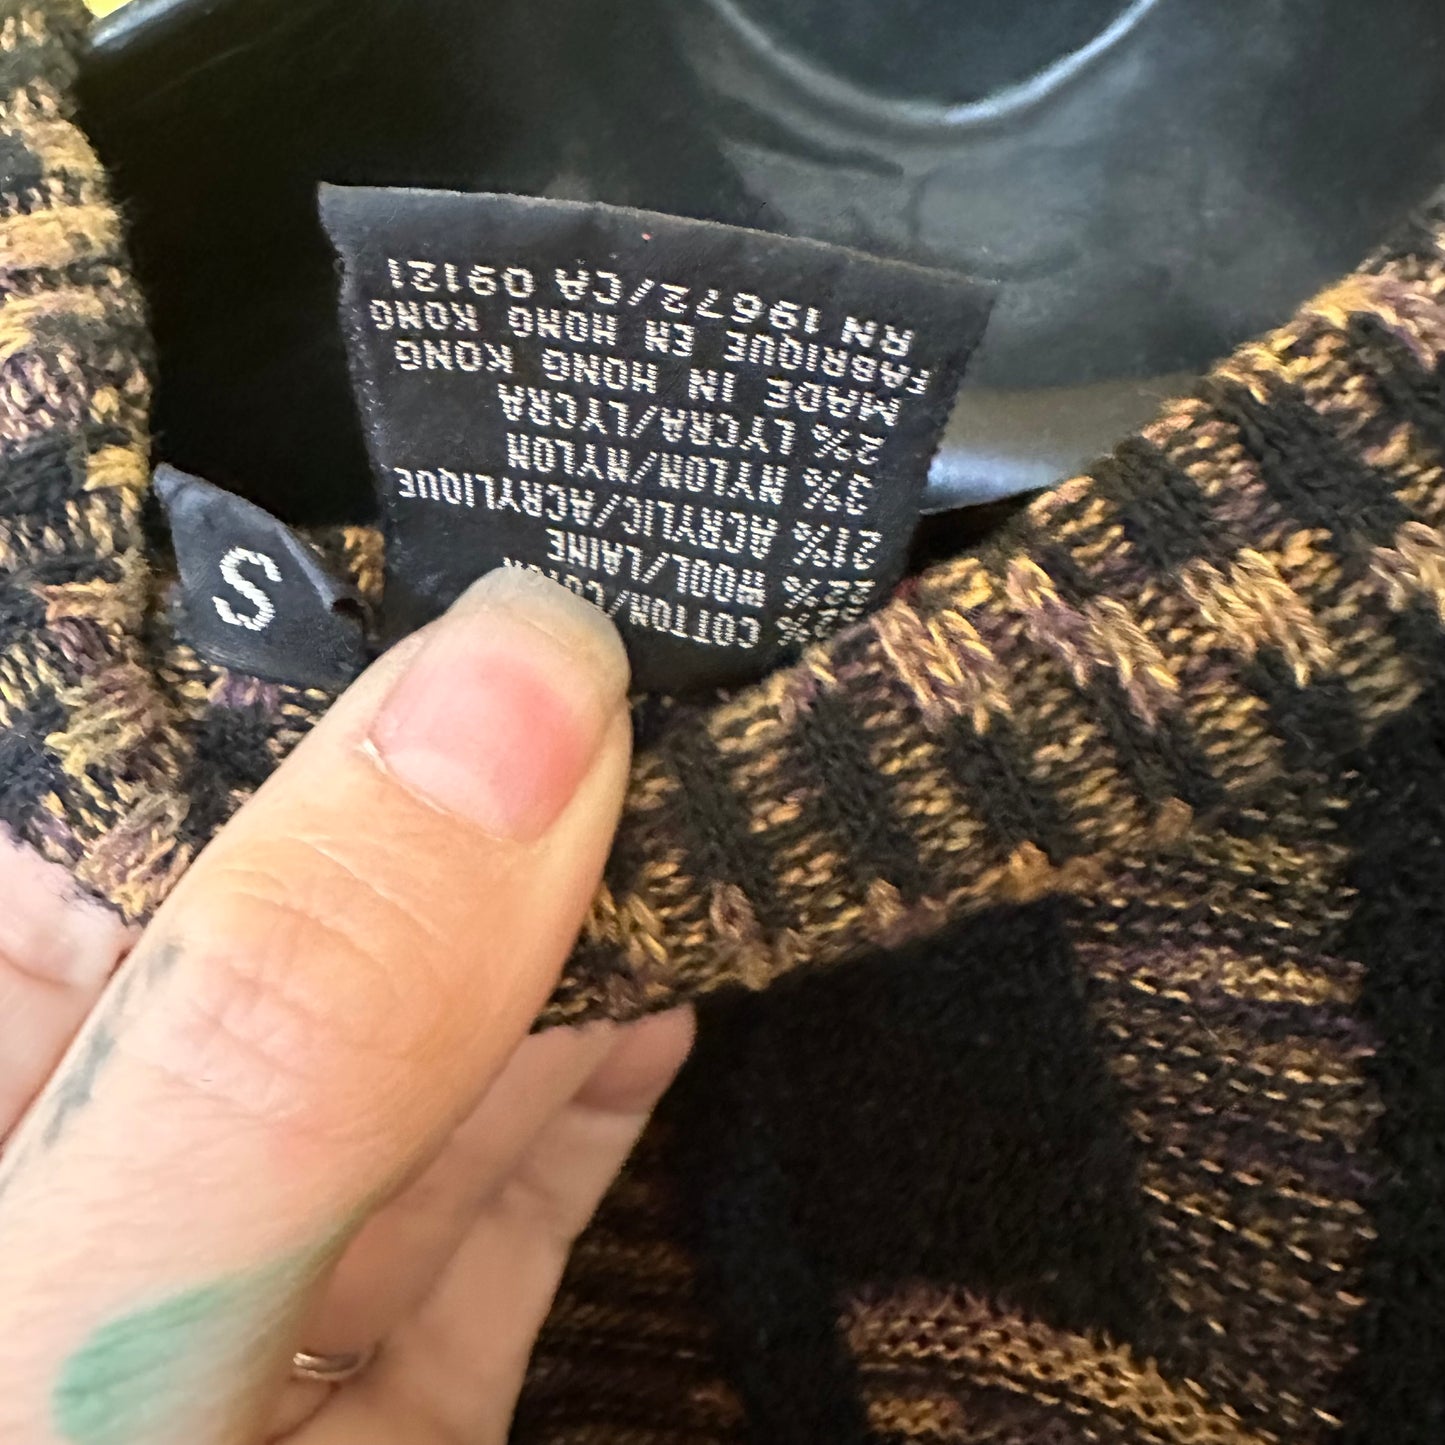 COTTON/COTON
22% WOOL/LAINE
21% ACRYLIC/ACRYLIQUE
3% NYLON/NYLON
2% LYCRA/LYCRA
MADE IN HONG KONG
FABRIQUE EN HONG KONG
RN 19672/CA 09121
S